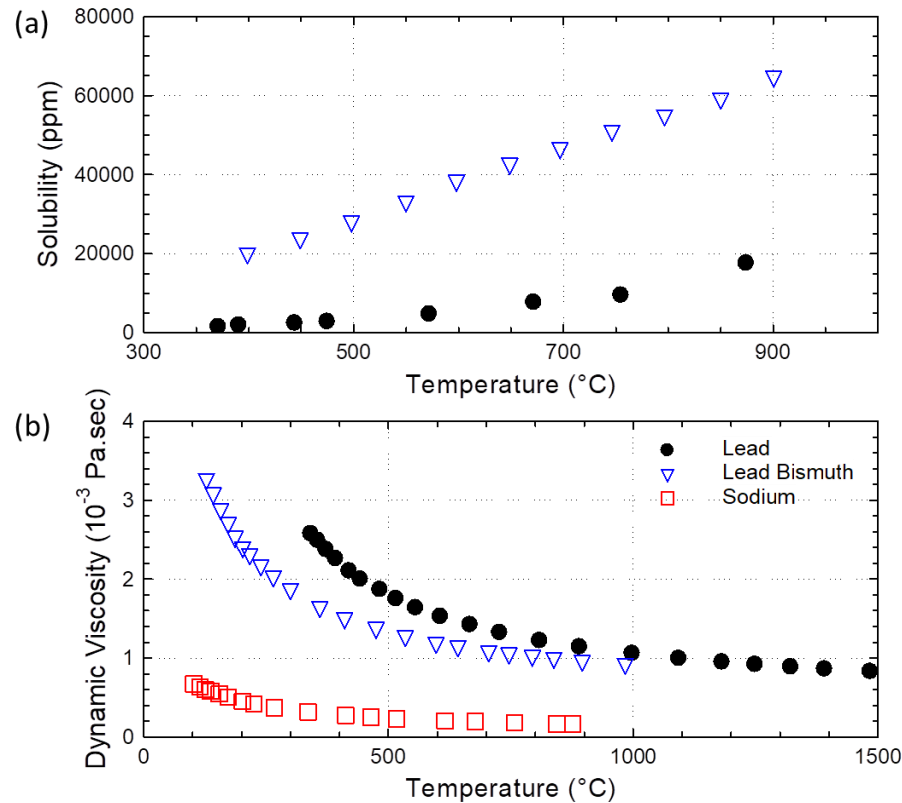 (a)
80000
60000
40000
20000
0
Solubility (ppm)
300 500 700 900
Temperature (°C)
(b)
4
3
2
1
0
Dynamic Viscosity (10⁻³ Pa.sec)
Lead
Lead Bismuth
Sodium
0 500 1000 1500
Temperature (°C)